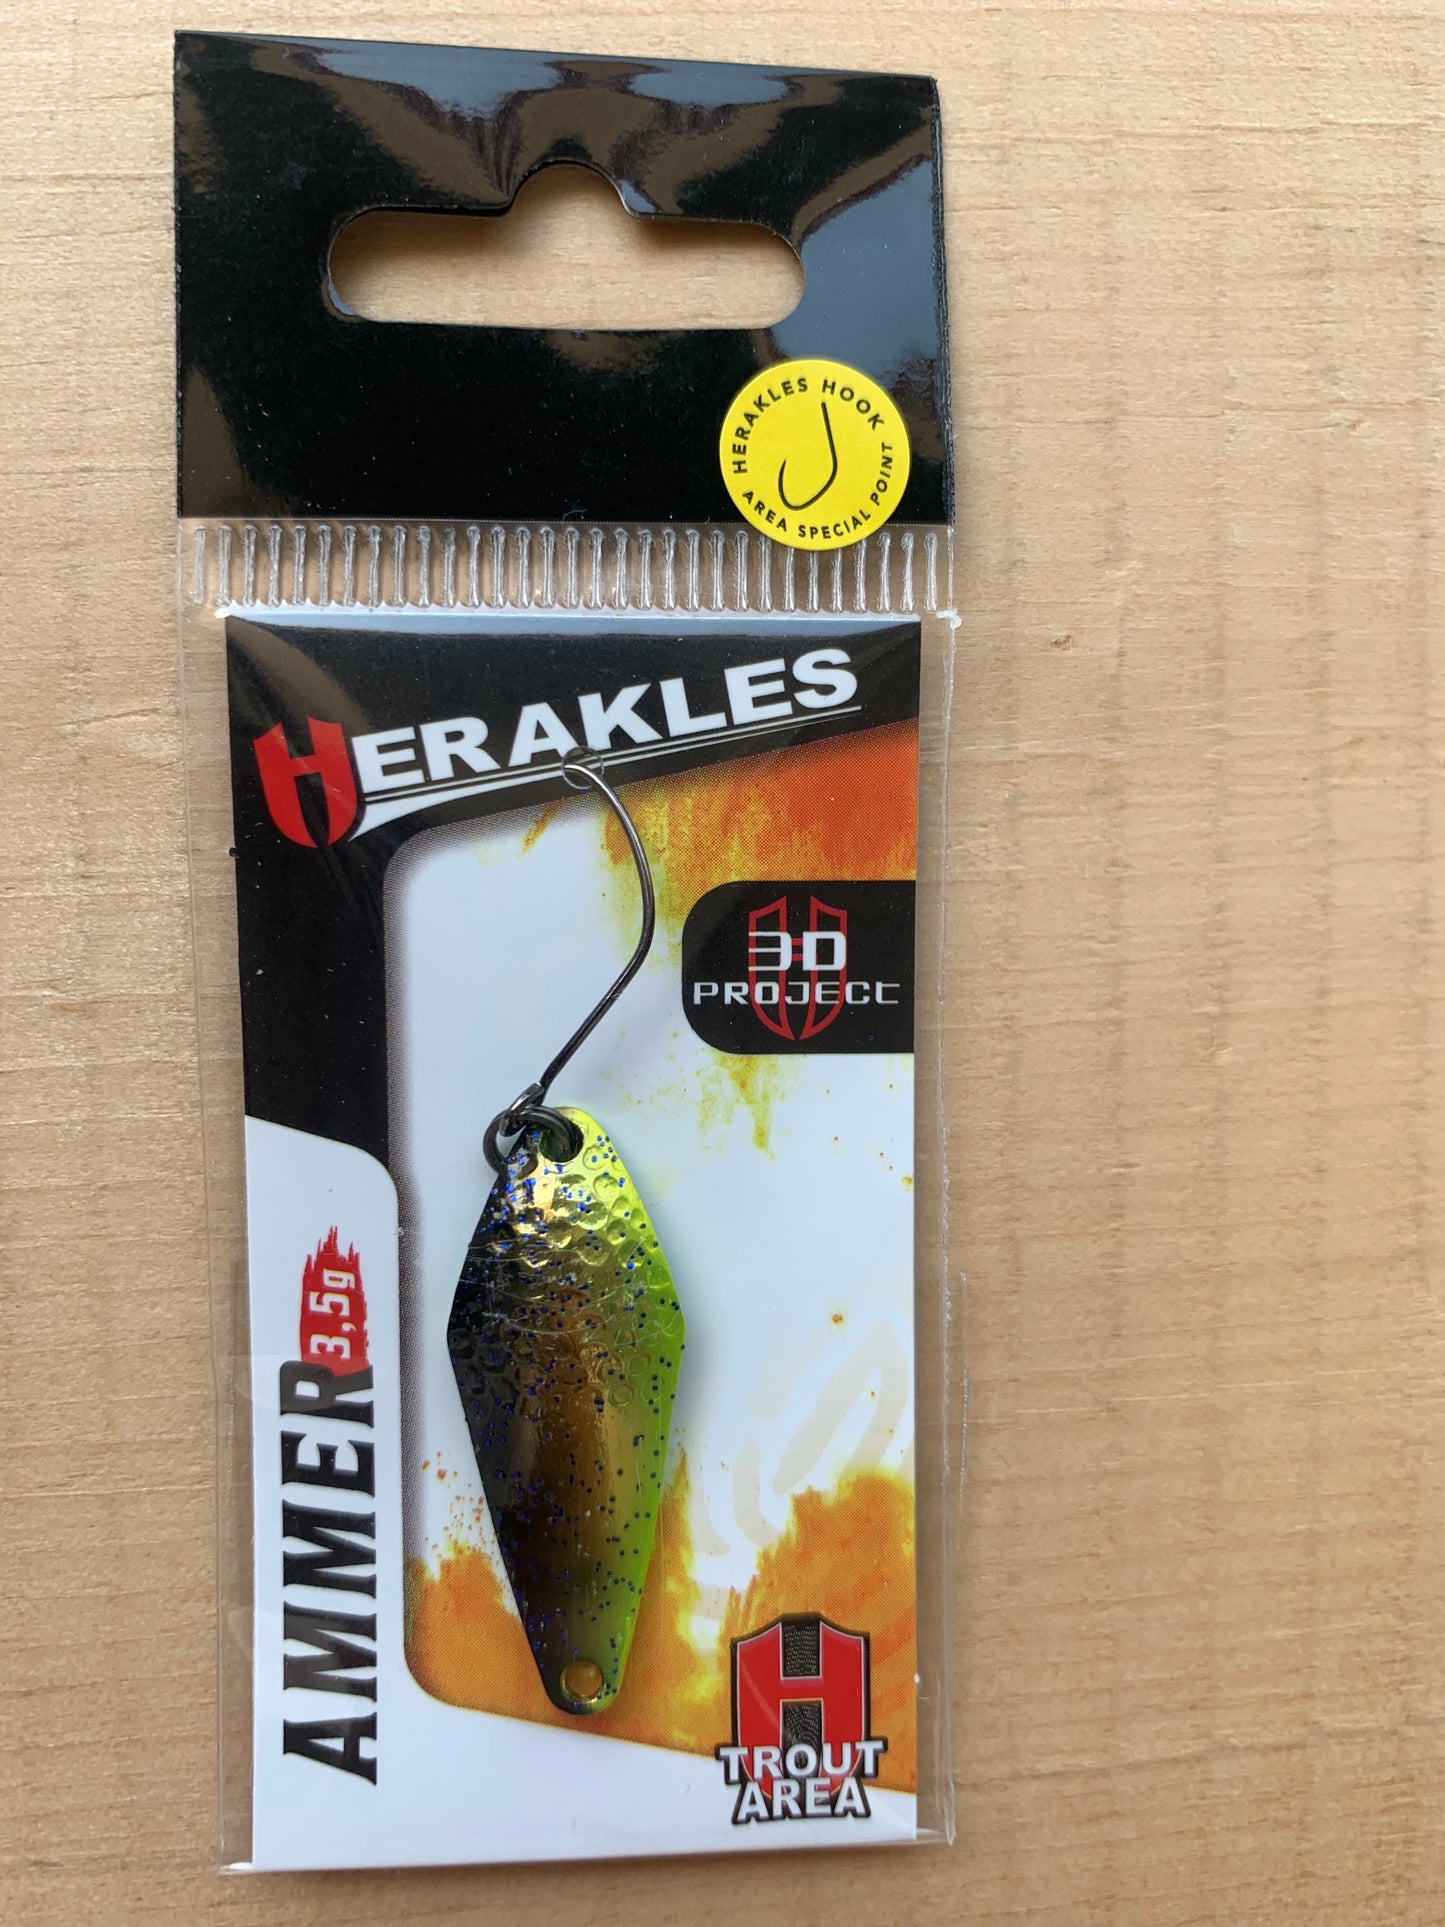 HERAKLES HOOK
AREA SPECIAL POINT
HERAKLES
3D
PROJECT
AMMER 3,5g
TROUT
AREA